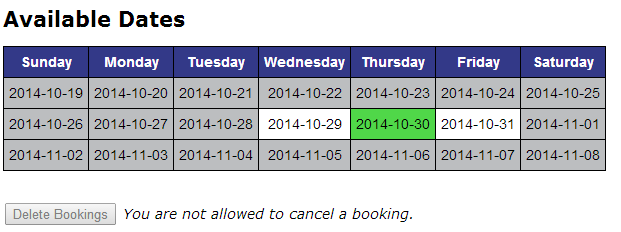 Available Dates
Sunday Monday Tuesday Wednesday Thursday Friday Saturday
2014-10-19 2014-10-20 2014-10-21 2014-10-22 2014-10-23 2014-10-24 2014-10-25
2014-10-26 2014-10-27 2014-10-28 2014-10-29 2014-10-30 2014-10-31 2014-11-01
2014-11-02 2014-11-03 2014-11-04 2014-11-05 2014-11-06 2014-11-07 2014-11-08
Delete Bookings You are not allowed to cancel a booking.